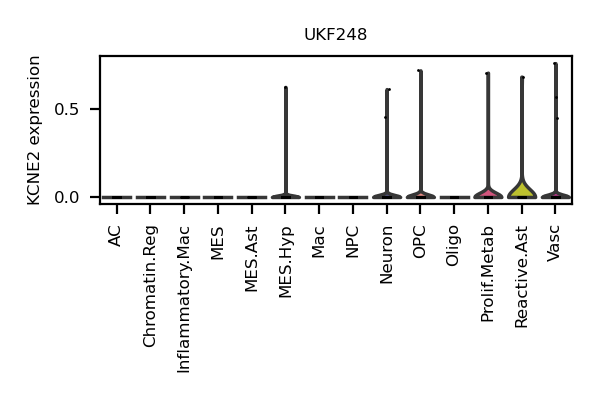 UKF248
KCNE2 expression
0.5
0.0
AC
Chromatin.Reg
Inflammatory.Mac
MES
MES.Ast
MES.Hyp
Mac
NPC
Neuron
OPC
Oligo
Prolif.Metab
Reactive.Ast
Vasc